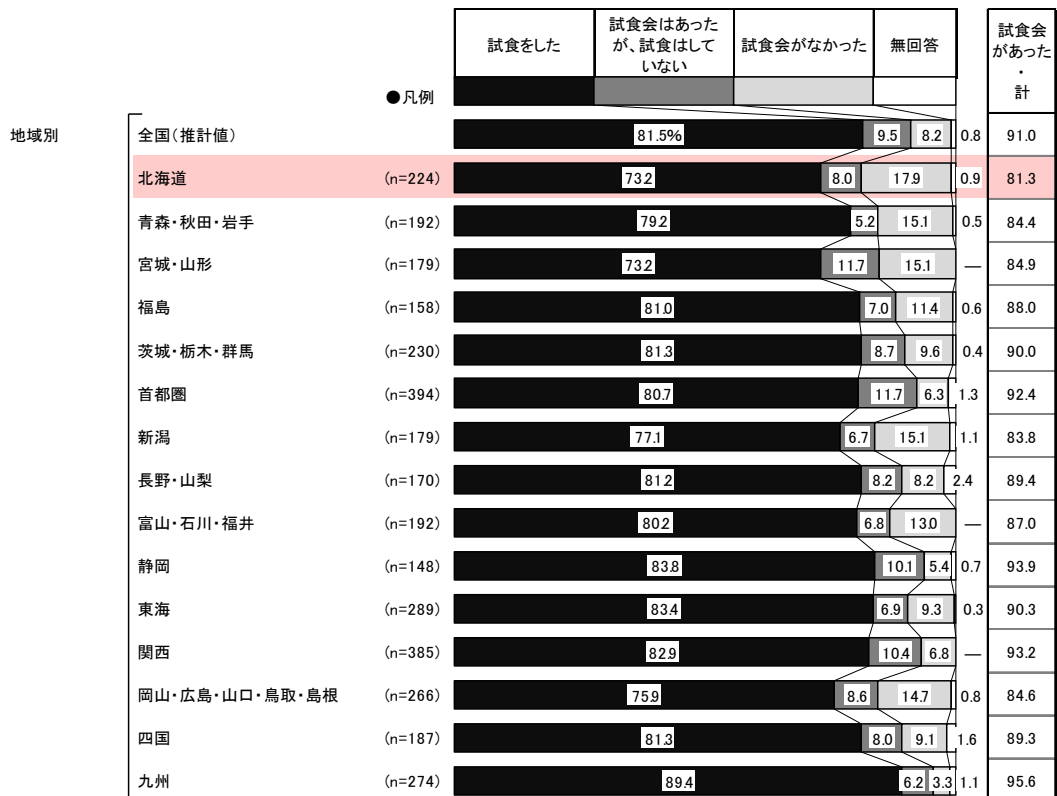 試食をした
試食会はあったが、試食はしていない
試食会がなかった
無回答
試食会があった・計
●凡例
地域別
全国(推計値) 81.5% 9.5 8.2 0.8 91.0
北海道 (n=224) 73.2 8.0 17.9 0.9 81.3
青森・秋田・岩手 (n=192) 79.2 5.2 15.1 0.5 84.4
宮城・山形 (n=179) 73.2 11.7 15.1 — 84.9
福島 (n=158) 81.0 7.0 11.4 0.6 88.0
茨城・栃木・群馬 (n=230) 81.3 8.7 9.6 0.4 90.0
首都圏 (n=394) 80.7 11.7 6.3 1.3 92.4
新潟 (n=179) 77.1 6.7 15.1 1.1 83.8
長野・山梨 (n=170) 81.2 8.2 8.2 2.4 89.4
富山・石川・福井 (n=192) 80.2 6.8 13.0 — 87.0
静岡 (n=148) 83.8 10.1 5.4 0.7 93.9
東海 (n=289) 83.4 6.9 9.3 0.3 90.3
関西 (n=385) 82.9 10.4 6.8 — 93.2
岡山・広島・山口・鳥取・島根 (n=266) 75.9 8.6 14.7 0.8 84.6
四国 (n=187) 81.3 8.0 9.1 1.6 89.3
九州 (n=274) 89.4 6.2 3.3 1.1 95.6